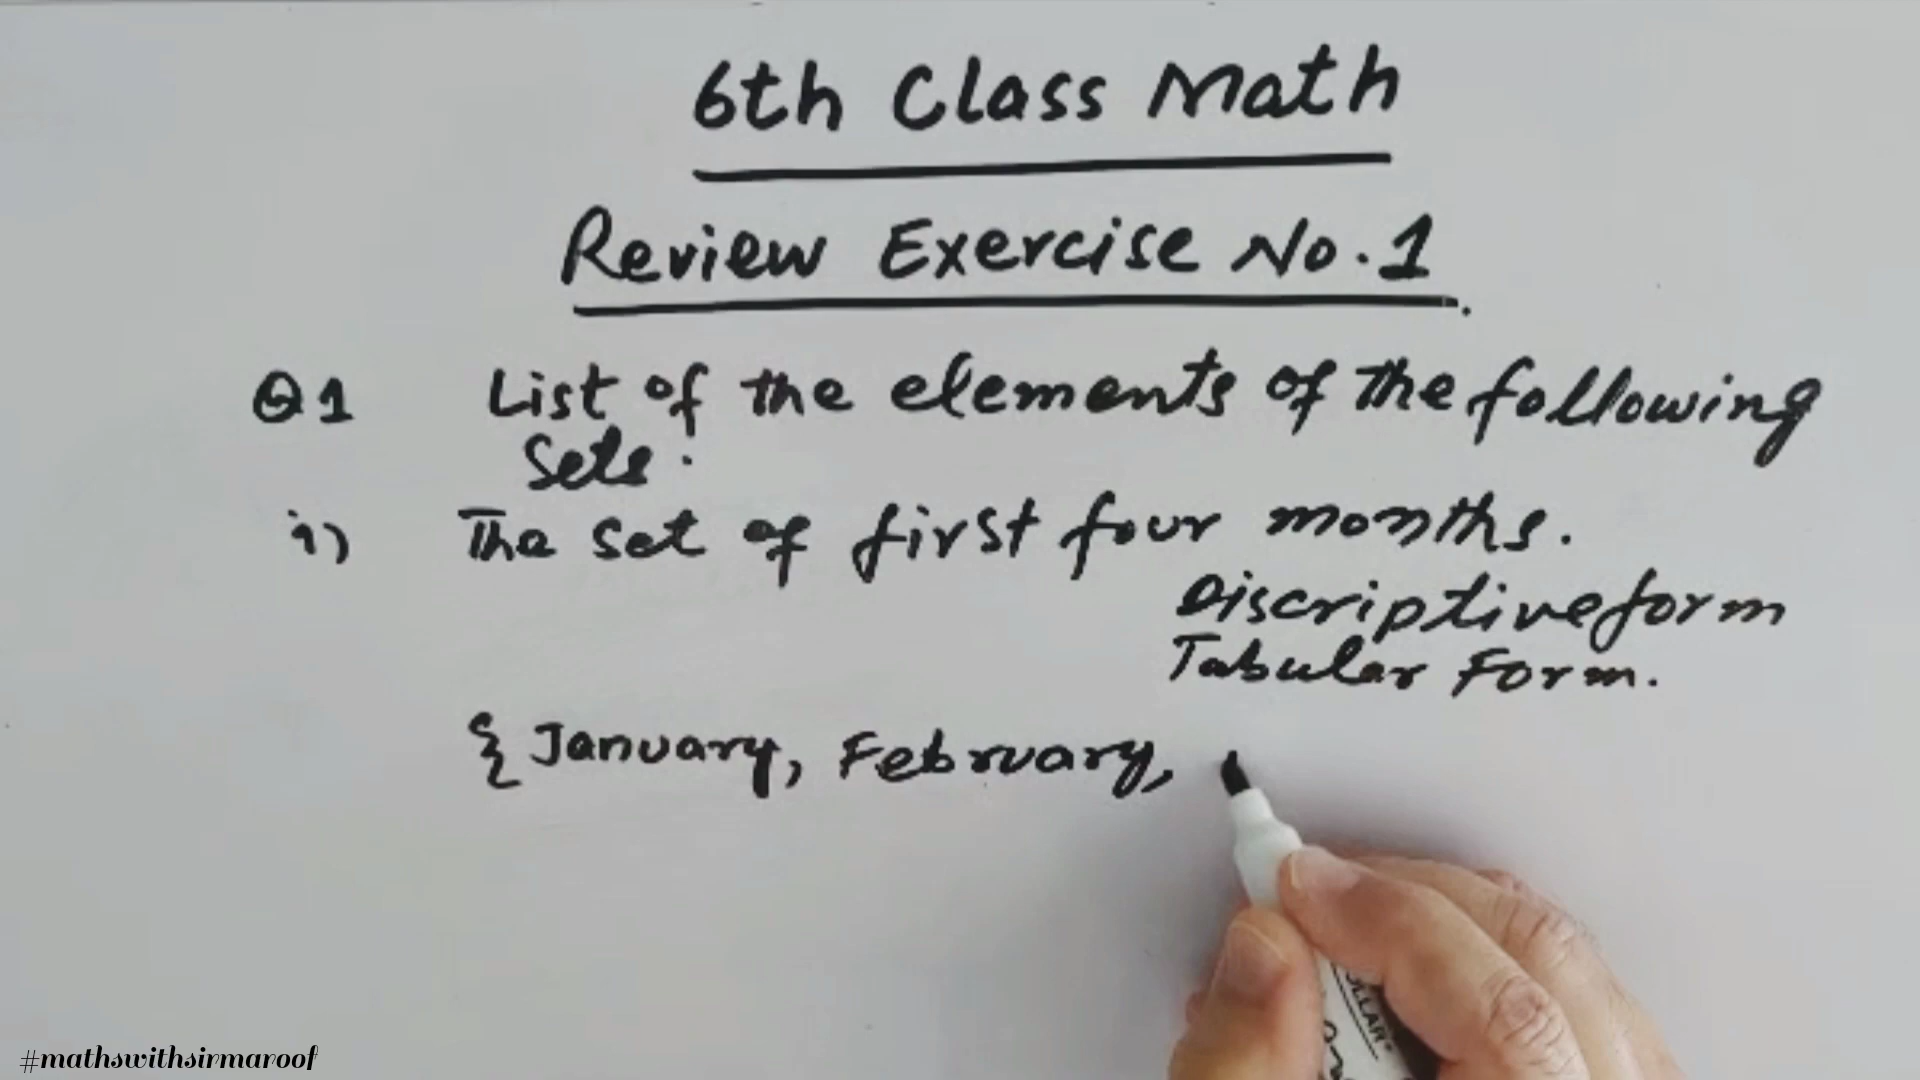 6th Class Math
Review Exercise No.1.
Q1 List of the elements of the following
Sets.
i) The set of first four months.
Discriptive form
Tabular Form.
{January, February,
#mathswithsirmaroof